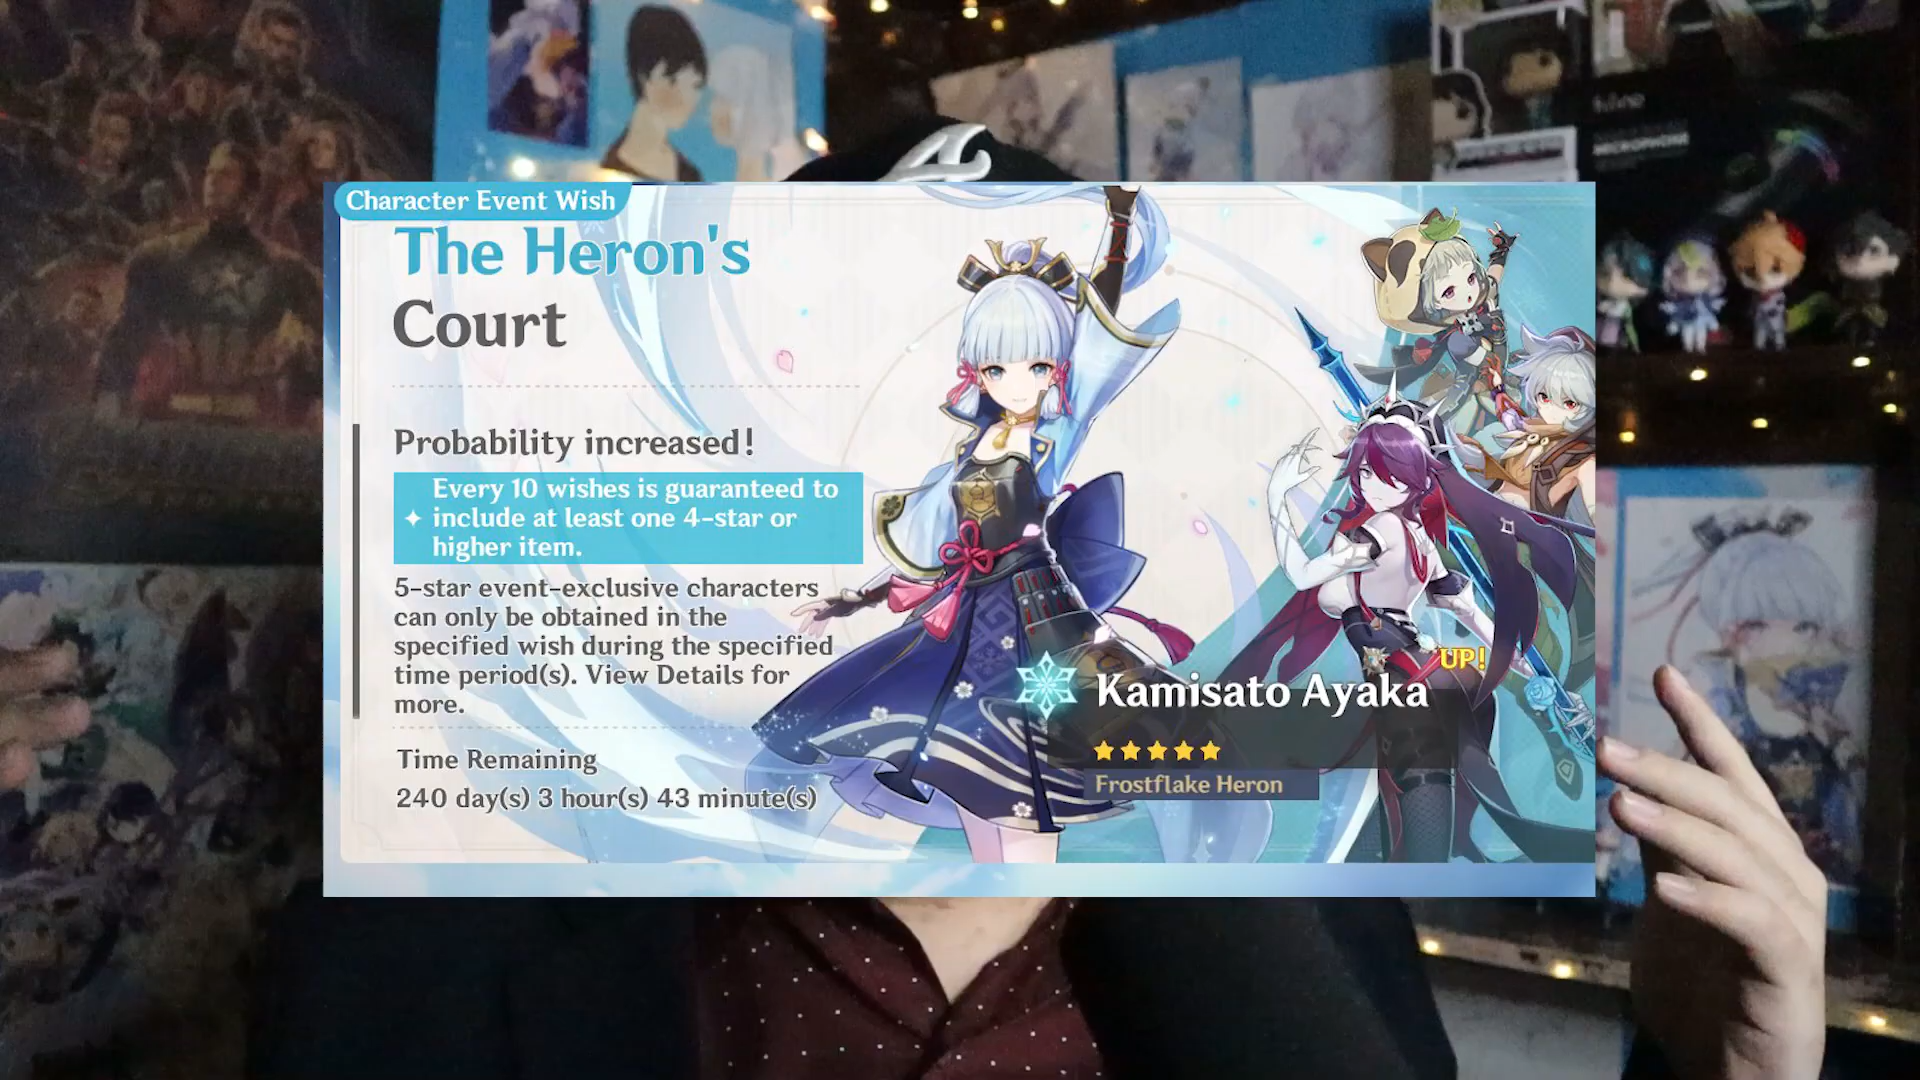 Character Event Wish
The Heron's
Court
Probability increased!
Every 10 wishes is guaranteed to
include at least one 4-star or
higher item.
5-star event-exclusive characters
can only be obtained in the
specified wish during the specified
time period(s). View Details for
more.
Time Remaining
240 day(s) 3 hour(s) 43 minute(s)
UP!
Kamisato Ayaka
Frostflake Heron
A
MICROPHONE